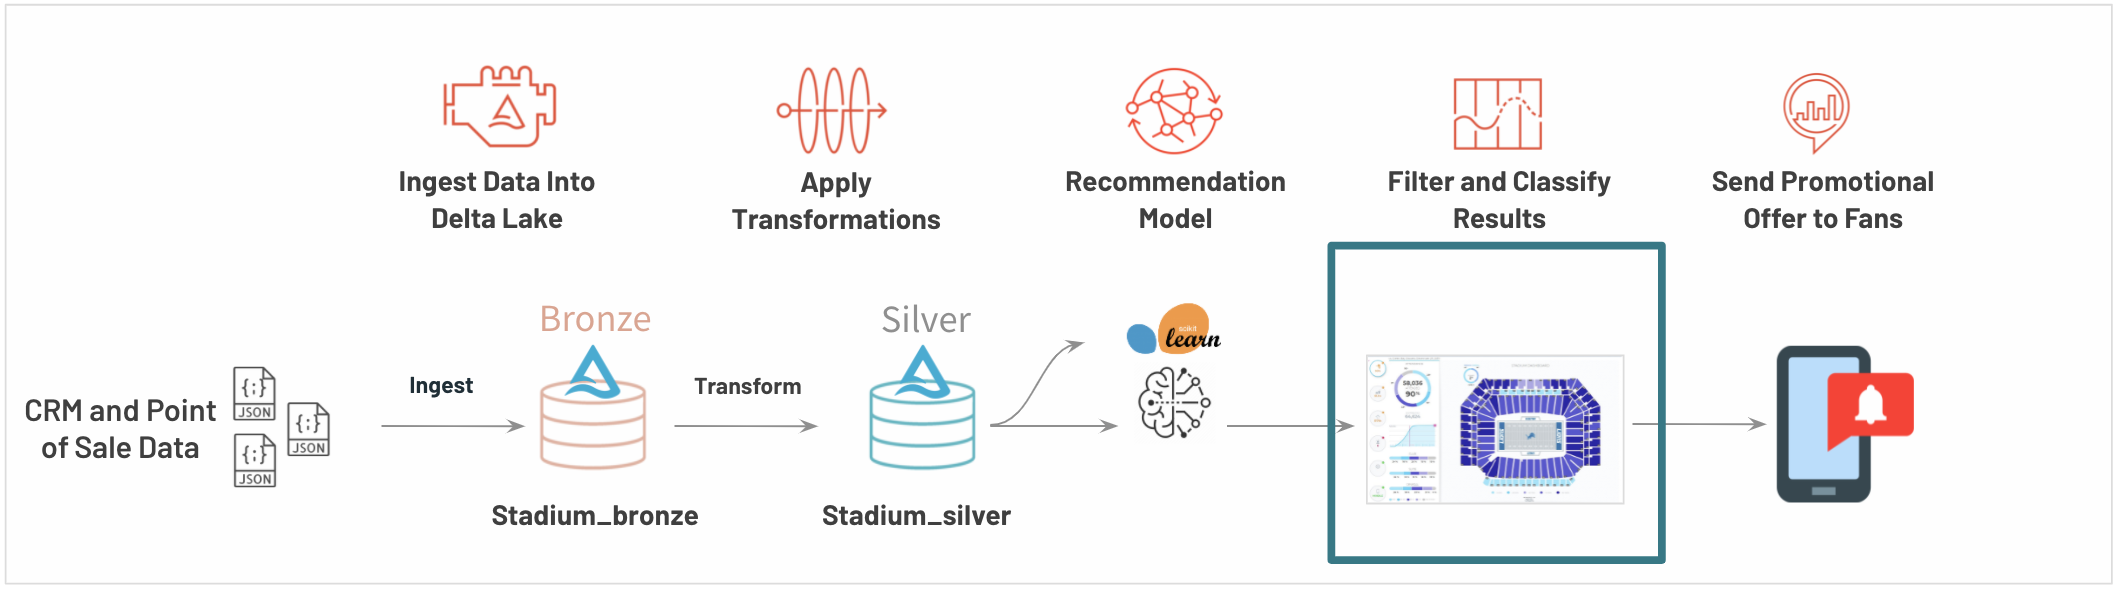 Ingest Data Into
Delta Lake
Apply
Transformations
Recommendation
Model
Filter and Classify
Results
Send Promotional
Offer to Fans
CRM and Point
of Sale Data
{;}
JSON
{;}
JSON
{;}
JSON
Ingest
Bronze
Stadium_bronze
Transform
Silver
Stadium_silver
scikit
learn
58,036
90%